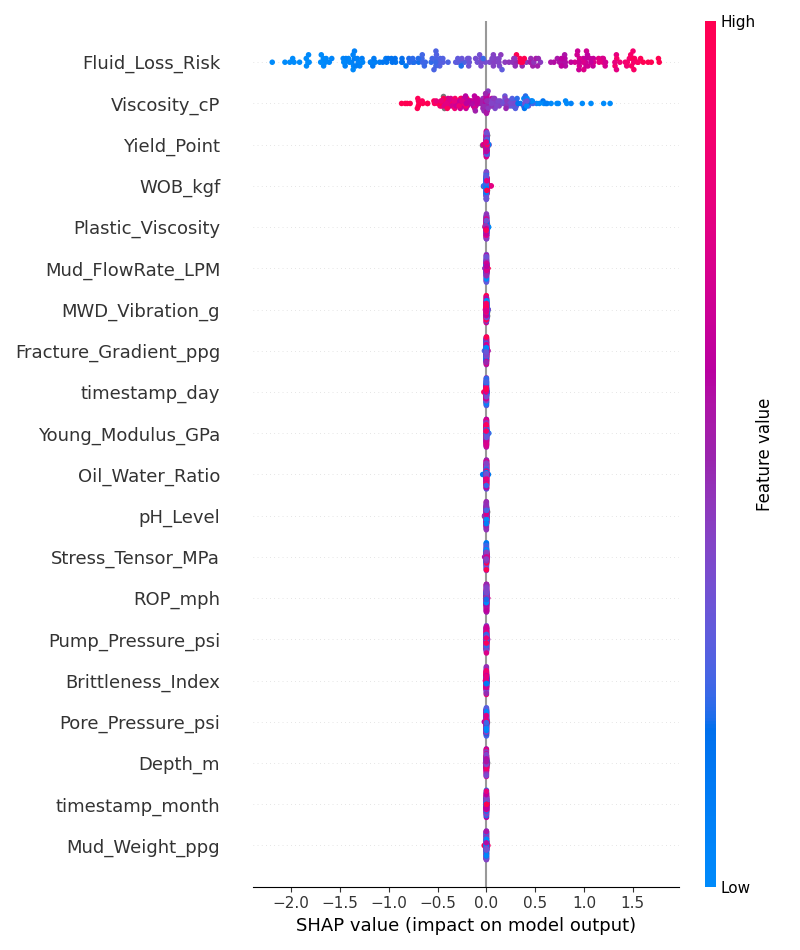 High
Fluid_Loss_Risk
Viscosity_cP
Yield_Point
WOB_kgf
Plastic_Viscosity
Mud_FlowRate_LPM
MWD_Vibration_g
Fracture_Gradient_ppg
timestamp_day
Young_Modulus_GPa
Oil_Water_Ratio
pH_Level
Stress_Tensor_MPa
ROP_mph
Pump_Pressure_psi
Brittleness_Index
Pore_Pressure_psi
Depth_m
timestamp_month
Mud_Weight_ppg
Feature value
Low
−2.0 −1.5 −1.0 −0.5 0.0 0.5 1.0 1.5
SHAP value (impact on model output)